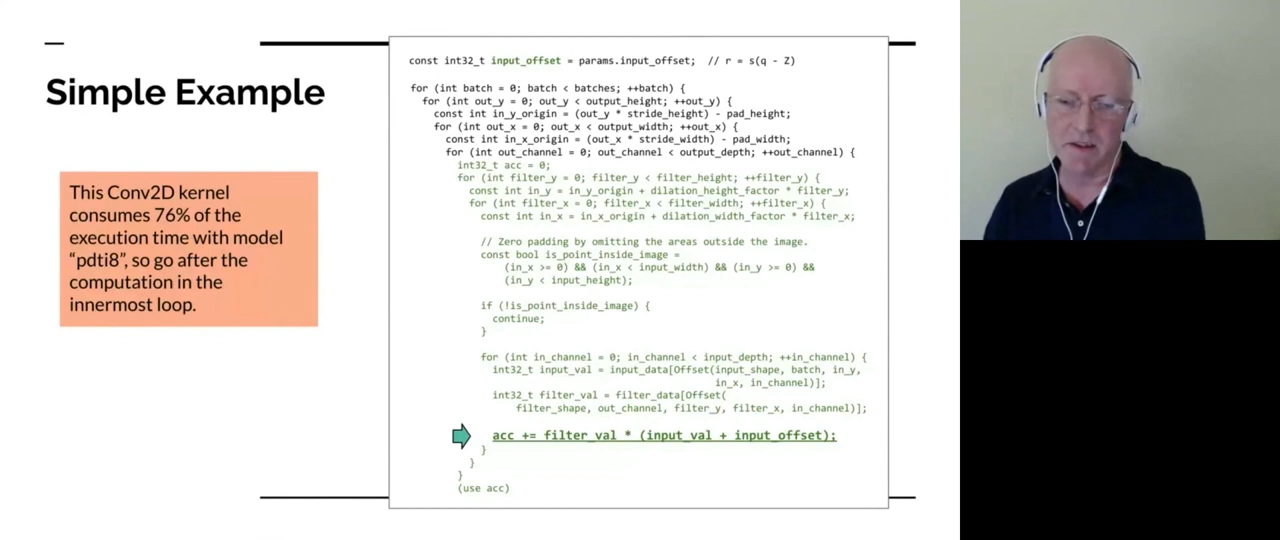 Simple Example
This Conv2D kernel
consumes 76% of the
execution time with model
“pdti8”, so go after the
computation in the
innermost loop.
const int32_t input_offset = params.input_offset;  // r = s(q - Z)
for (int batch = 0; batch < batches; ++batch) {
for (int out_y = 0; out_y < output_height; ++out_y) {
const int in_y_origin = (out_y * stride_height) - pad_height;
for (int out_x = 0; out_x < output_width; ++out_x) {
const int in_x_origin = (out_x * stride_width) - pad_width;
for (int out_channel = 0; out_channel < output_depth; ++out_channel) {
int32_t acc = 0;
for (int filter_y = 0; filter_y < filter_height; ++filter_y) {
const int in_y = in_y_origin + dilation_height_factor * filter_y;
for (int filter_x = 0; filter_x < filter_width; ++filter_x) {
const int in_x = in_x_origin + dilation_width_factor * filter_x;
// Zero padding by omitting the areas outside the image.
const bool is_point_inside_image =
(in_x >= 0) && (in_x < input_width) && (in_y >= 0) &&
(in_y < input_height);
if (!is_point_inside_image) {
continue;
}
for (int in_channel = 0; in_channel < input_depth; ++in_channel) {
int32_t input_val = input_data[Offset(input_shape, batch, in_y,
in_x, in_channel)];
int32_t filter_val = filter_data[Offset(
filter_shape, out_channel, filter_y, filter_x, in_channel)];
acc += filter_val * (input_val + input_offset);
}
}
}
(use acc)